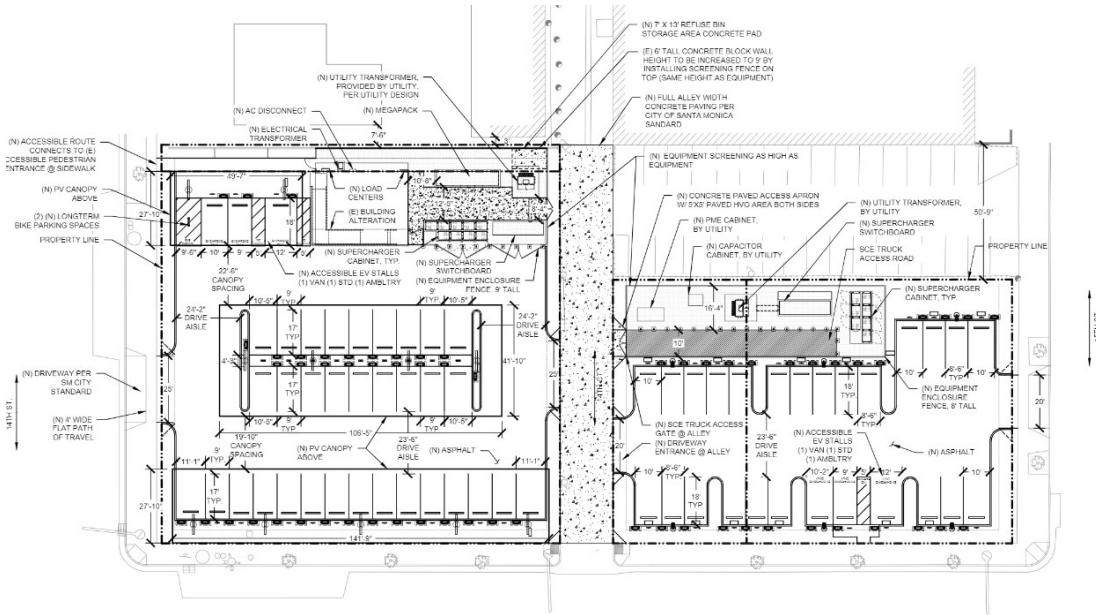 (N) 7' X 13' REFUSE BIN
STORAGE AREA CONCRETE PAD
(E) 6' TALL CONCRETE BLOCK WALL
HEIGHT TO BE INCREASED TO 9' BY
INSTALLING SCREENING FENCE ON
TOP (SAME HEIGHT AS EQUIPMENT)
(N) FULL ALLEY WIDTH
CONCRETE PAVING PER
CITY OF SANTA MONICA
SANDARD
(N) UTILITY TRANSFORMER,
PROVIDED BY UTILITY,
PER UTILITY DESIGN
(N) AC DISCONNECT
(N) MEGAPACK
(N) ELECTRICAL
TRANSFORMER
7'-6"
(N) ACCESSIBLE ROUTE
CONNECTS TO (E)
CCESSIBLE PEDESTRIAN
ENTRANCE @ SIDEWALK
(N) PV CANOPY
ABOVE
(2) (N) LONGTERM
BIKE PARKING SPACES
PROPERTY LINE
49'-7"
18'
27'-10"
9'-6"
10'
9'
5'
12'
5'
(N) LOAD
CENTERS
10'-8"
(E) BUILDING
ALTERATION
(N) SUPERCHARGER
CABINET, TYP.
(N) SUPERCHARGER
SWITCHBOARD
(N) EQUIPMENT ENCLOSURE
FENCE. 9' TALL
(N) ACCESSIBLE EV STALLS
(1) VAN (1) STD (1) AMBLTRY
(N) EQUIPMENT SCREENING AS HIGH AS
EQUIPMENT
(N) CONCRETE PAVED ACCESS APRON
W/ 5'X5' PAVED HVO AREA BOTH SIDES
(N) PME CABINET,
BY UTILITY
(N) CAPACITOR
CABINET, BY UTILITY
(N) UTILITY TRANSFORMER,
BY UTILITY
(N) SUPERCHARGER
SWITCHBOARD
SCE TRUCK
ACCESS ROAD
PROPERTY LINE
50'-9"
(N) SUPERCHARGER
CABINET, TYP.
22'-6"
CANOPY
SPACING
24'-2"
DRIVE
AISLE
10'-5"
9'
TYP.
17'
TYP.
9'
TYP.
10'-5"
24'-2"
DRIVE
AISLE
4'-3"
41'-10"
17'
TYP.
25'
25'
10'-5"
9'
TYP.
9'
TYP.
10'-5"
106'-5"
19'-10"
CANOPY
SPACING
(N) PV CANOPY
ABOVE
23'-6"
DRIVE
AISLE
(N) ASPHALT
11'-1"
9'
TYP
17'
TYP.
11'-1"
27'-10"
141'-9"
(N) DRIVEWAY PER
SM CITY
STANDARD
(N) 4' WIDE
FLAT PATH
OF TRAVEL
14TH ST.
16'-4"
10'
10'
18'
TYP.
8'-6"
TYP.
10'
8'-6"
TYP
10'
(N) EQUIPMENT
ENCLOSURE
FENCE, 8' TALL
20'
20'
(N) SCE TRUCK ACCESS
GATE @ ALLEY
(N) DRIVEWAY
ENTRANCE @ ALLEY
23'-6"
DRIVE
AISLE
(N) ACCESSIBLE
EV STALLS
(1) VAN (1) STD
(1) AMBLTRY
(N) ASPHALT
10'
8'-6"
TYP.
10'
18'
TYP.
10'-2"
9'
5'
12'
10'